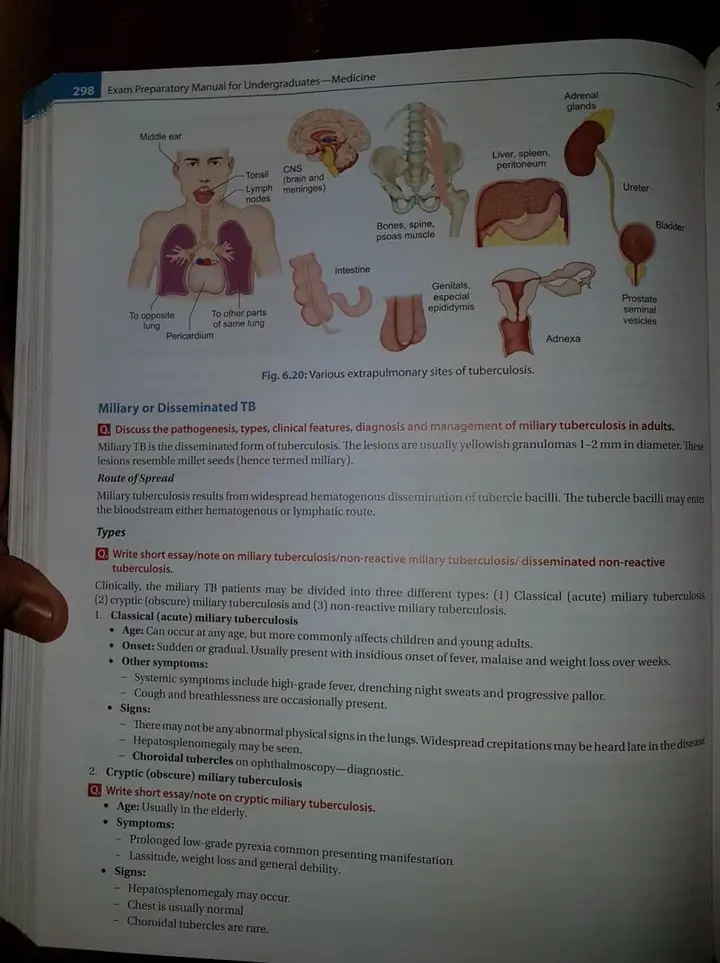 298 Exam Preparatory Manual for Undergraduates—Medicine
Middle ear
Tonsil
Lymph
nodes
To opposite
lung
Pericardium
To other parts
of same lung
CNS
(brain and
meninges)
Bones, spine,
psoas muscle
Liver, spleen,
peritoneum
Adrenal
glands
Ureter
Bladder
Prostate
seminal
vesicles
Intestine
Genitals,
especial
epididymis
Adnexa
Fig. 6.20: Various extrapulmonary sites of tuberculosis.
Miliary or Disseminated TB
Q. Discuss the pathogenesis, types, clinical features, diagnosis and management of miliary tuberculosis in adults.
Miliary TB is the disseminated form of tuberculosis. The lesions are usually yellowish granulomas 1–2 mm in diameter. These
lesions resemble millet seeds (hence termed miliary).
Route of Spread
Miliary tuberculosis results from widespread hematogenous dissemination of tubercle bacilli. The tubercle bacilli may enter
the bloodstream either hematogenous or lymphatic route.
Types
Q. Write short essay/note on miliary tuberculosis/non-reactive miliary tuberculosis/ disseminated non-reactive
tuberculosis.
Clinically, the miliary TB patients may be divided into three different types: (1) Classical (acute) miliary tuberculosis
(2) cryptic (obscure) miliary tuberculosis and (3) non-reactive miliary tuberculosis.
1. Classical (acute) miliary tuberculosis
• Age: Can occur at any age, but more commonly affects children and young adults.
• Onset: Sudden or gradual. Usually present with insidious onset of fever, malaise and weight loss over weeks.
• Other symptoms:
– Systemic symptoms include high-grade fever, drenching night sweats and progressive pallor.
– Cough and breathlessness are occasionally present.
• Signs:
– There may not be any abnormal physical signs in the lungs. Widespread crepitations may be heard late in the disease.
– Hepatosplenomegaly may be seen.
– Choroidal tubercles on ophthalmoscopy—diagnostic.
2. Cryptic (obscure) miliary tuberculosis
Q. Write short essay/note on cryptic miliary tuberculosis.
• Age: Usually in the elderly.
• Symptoms:
– Prolonged low-grade pyrexia common presenting manifestation
– Lassitude, weight loss and general debility.
• Signs:
– Hepatosplenomegaly may occur.
– Chest is usually normal
– Choroidal tubercles are rare.